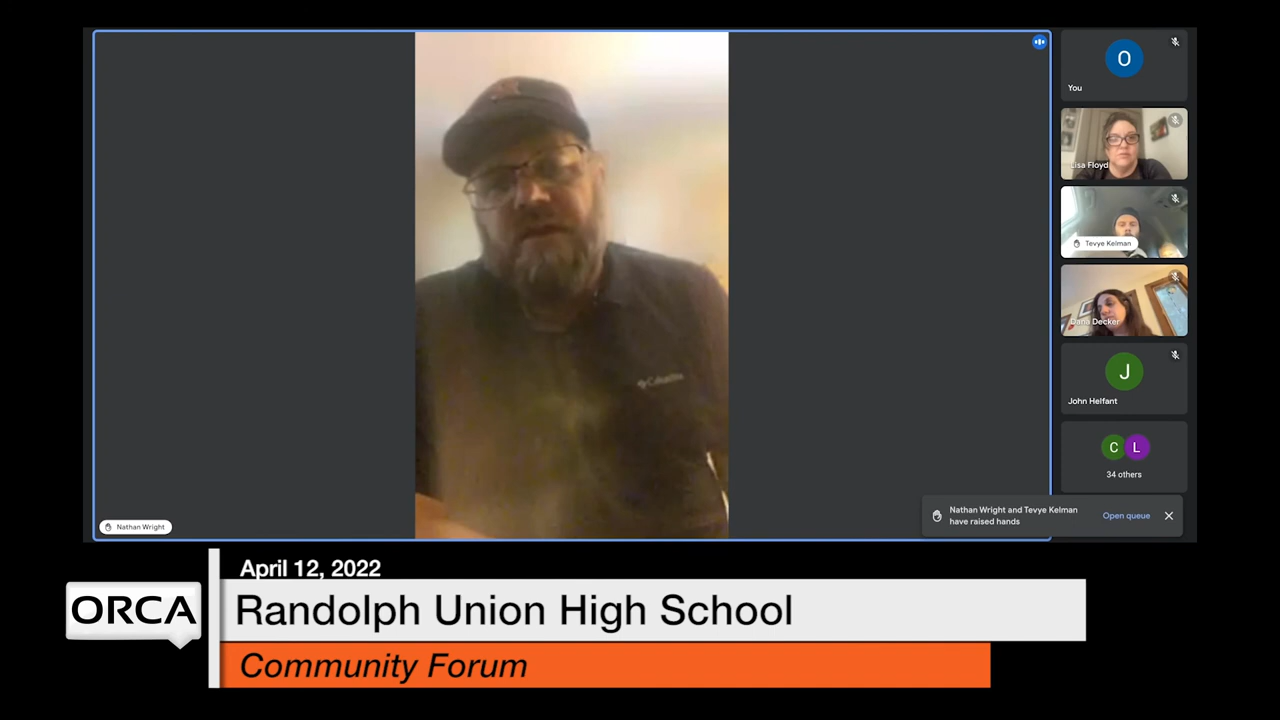 O
You
Lisa Floyd
Tevye Kelman
Dana Decker
J
John Helfant
C L
34 others
Nathan Wright and Tevye Kelman
have raised hands
Open queue
Columbia
Nathan Wright
April 12, 2022
ORCA
Randolph Union High School
Community Forum